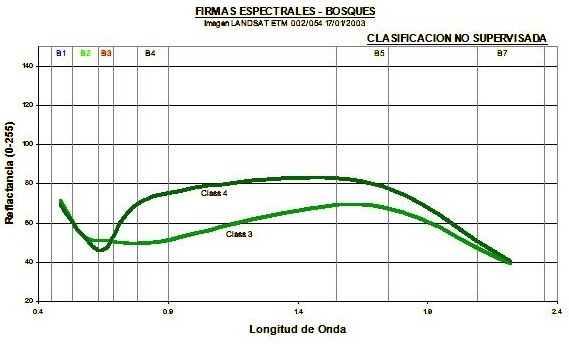 FIRMAS ESPECTRALES - BOSQUES
Imagen LANDSAT ETM 002/054 17/01/2003
CLASIFICACION NO SUPERVISADA
B1 B2 B3 B4 B5 B7
140
120
100
80
60
40
20
Reflactancia (0-255)
Class 4
Class 3
0.4 0.9 1.4 1.9 2.4
Longitud de Onda